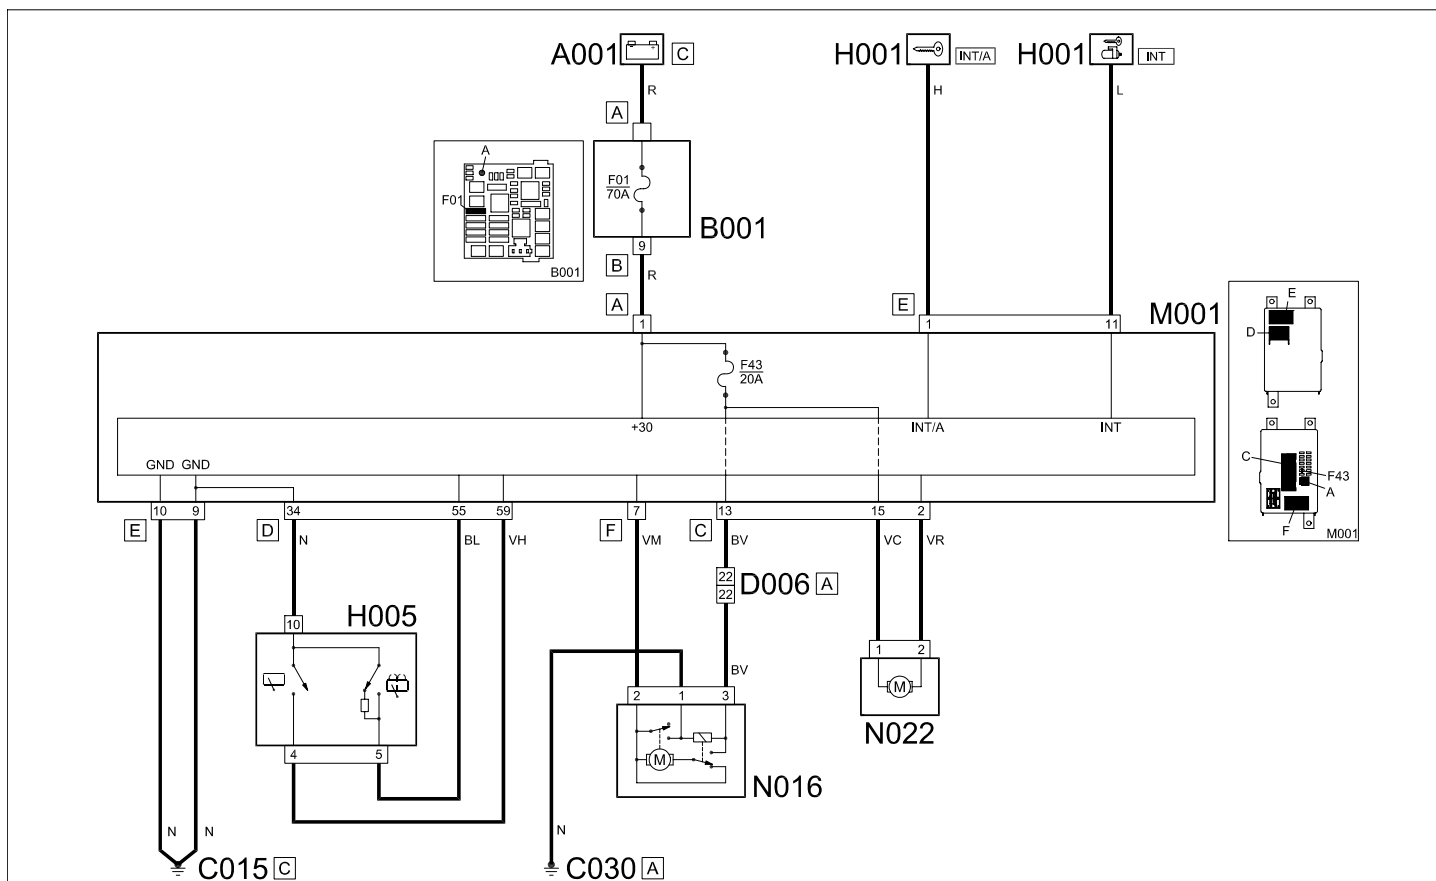 A001 C
H001 INT/A
H001 INT
R
H
L
A
A
F01
F01
70A
B001
B001
9
B
R
A
E
1
1
11
M001
E
D
F43
20A
+30
INT/A
INT
C
F43
A
F
M001
GND GND
E
10
9
D
34
55
59
F
7
C
13
15
2
N
BL
VH
VM
BV
VC
VR
22
22
D006 A
10
H005
1
2
BV
2
1
3
M
N022
4
5
M
N016
N
N
N
C015 C
C030 A